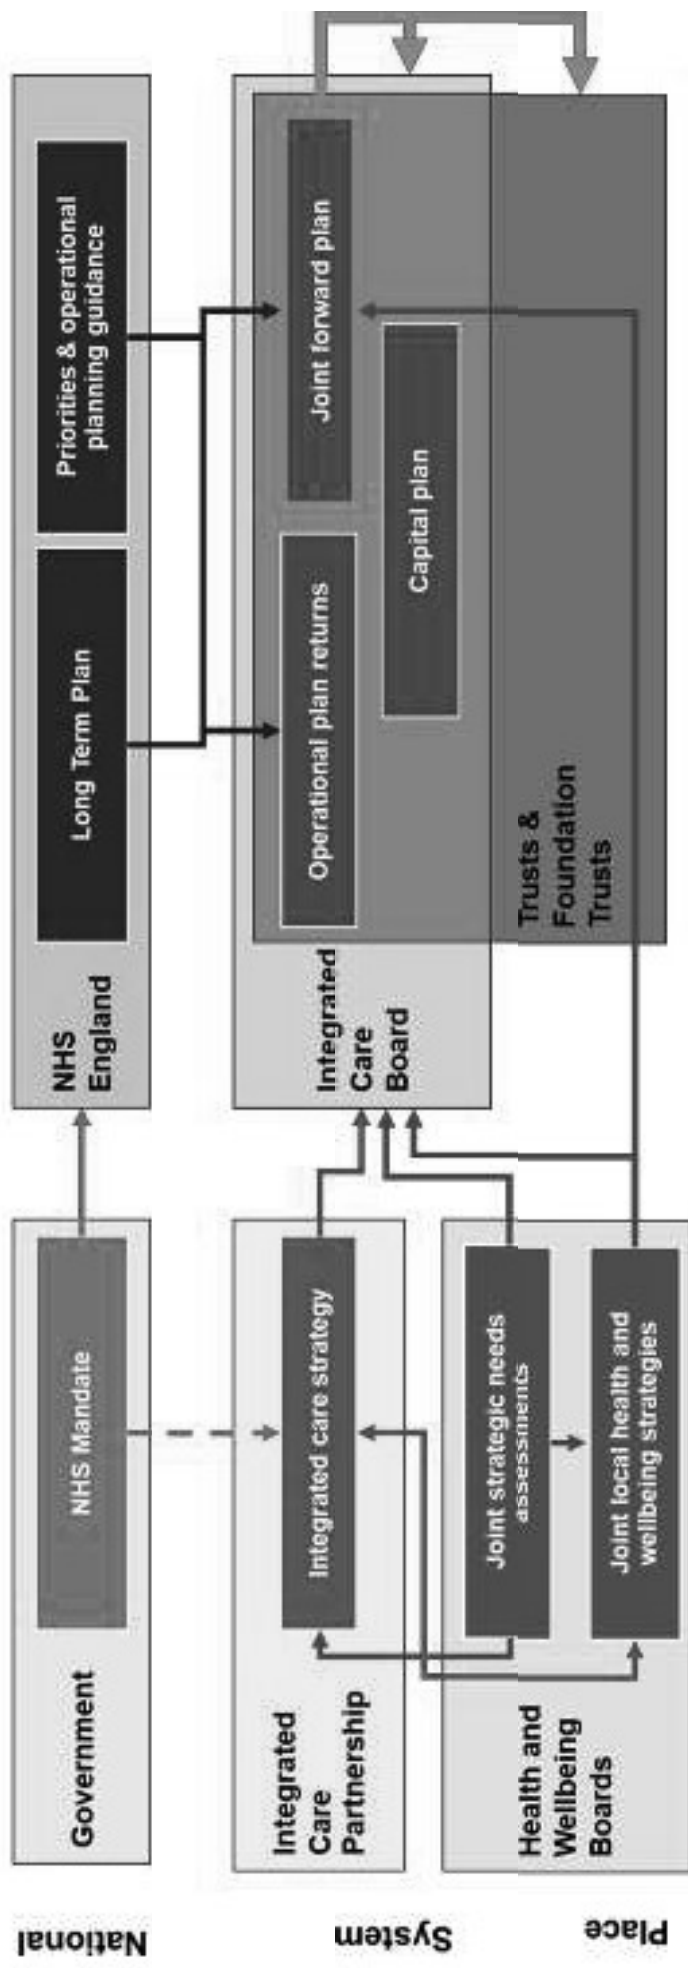 National
Government
NHS Mandate
NHS
England
Long Term Plan
Priorities & operational
planning guidance
System
Integrated
Care
Partnership
Integrated care strategy
Integrated
Care
Board
Operational plan returns
Joint forward plan
Capital plan
Trusts &
Foundation
Trusts
Place
Health and
Wellbeing
Boards
Joint strategic needs
assessments
Joint local health and
wellbeing strategies